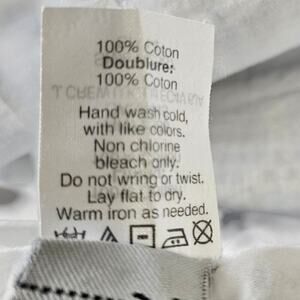 100% Coton
Doublure:
100% Coton
Hand wash cold,
with like colors.
Non chlorine
bleach only.
Do not wring or twist.
Lay flat to dry.
Warm iron as needed.